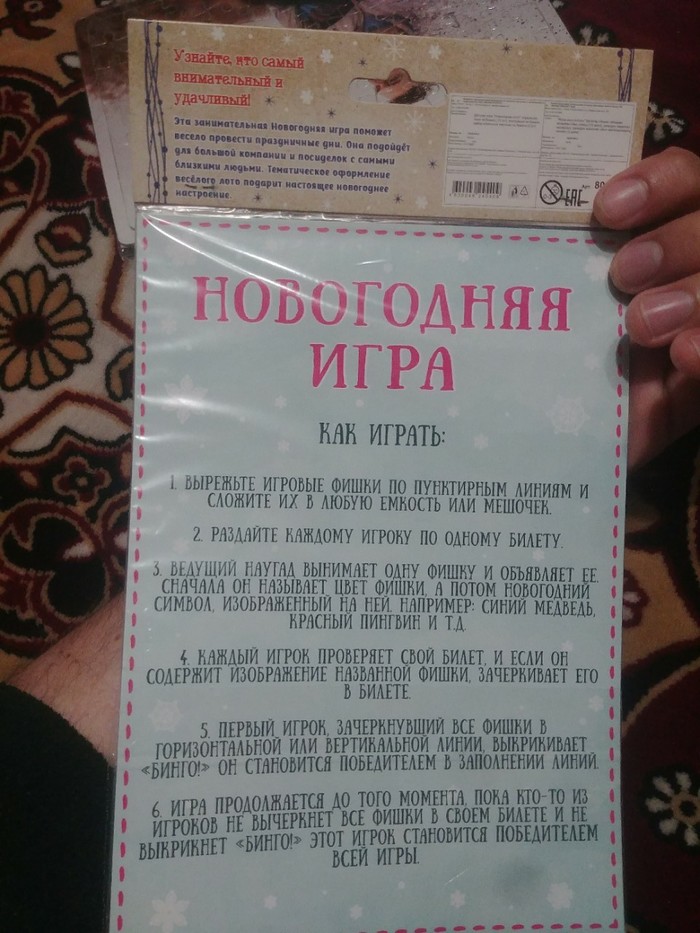 Узнайте, кто самый
внимательный и
удачливый!
Эта занимательная Новогодняя игра поможет
весело провести праздничные дни. Она подойдёт
для большой компании и посиделок с самыми
близкими людьми. Тематическое оформление
весёлого лото подарит настоящее новогоднее
настроение.
EAC
НОВОГОДНЯЯ
ИГРА
КАК ИГРАТЬ:
1. ВЫРЕЖЬТЕ ИГРОВЫЕ ФИШКИ ПО ПУНКТИРНЫМ ЛИНИЯМ И
СЛОЖИТЕ ИХ В ЛЮБУЮ ЕМКОСТЬ ИЛИ МЕШОЧЕК.
2. РАЗДАЙТЕ КАЖДОМУ ИГРОКУ ПО ОДНОМУ БИЛЕТУ.
3. ВЕДУЩИЙ НАУГАД ВЫНИМАЕТ ОДНУ ФИШКУ И ОБЪЯВЛЯЕТ ЕЕ.
СНАЧАЛА ОН НАЗЫВАЕТ ЦВЕТ ФИШКИ, А ПОТОМ НОВОГОДНИЙ
СИМВОЛ, ИЗОБРАЖЕННЫЙ НА НЕЙ. НАПРИМЕР: СИНИЙ МЕДВЕДЬ,
КРАСНЫЙ ПИНГВИН И Т.Д.
4. КАЖДЫЙ ИГРОК ПРОВЕРЯЕТ СВОЙ БИЛЕТ, И ЕСЛИ ОН
СОДЕРЖИТ ИЗОБРАЖЕНИЕ НАЗВАННОЙ ФИШКИ, ЗАЧЕРКИВАЕТ ЕГО
В БИЛЕТЕ.
5. ПЕРВЫЙ ИГРОК, ЗАЧЕРКНУВШИЙ ВСЕ ФИШКИ В
ГОРИЗОНТАЛЬНОЙ ИЛИ ВЕРТИКАЛЬНОЙ ЛИНИИ, ВЫКРИКИВАЕТ
«БИНГО!» ОН СТАНОВИТСЯ ПОБЕДИТЕЛЕМ В ЗАПОЛНЕНИИ ЛИНИЙ.
6. ИГРА ПРОДОЛЖАЕТСЯ ДО ТОГО МОМЕНТА, ПОКА КТО-ТО ИЗ
ИГРОКОВ НЕ ВЫЧЕРКНЕТ ВСЕ ФИШКИ В СВОЕМ БИЛЕТЕ И НЕ
ВЫКРИКНЕТ «БИНГО!» ЭТОТ ИГРОК СТАНОВИТСЯ ПОБЕДИТЕЛЕМ
ВСЕЙ ИГРЫ.